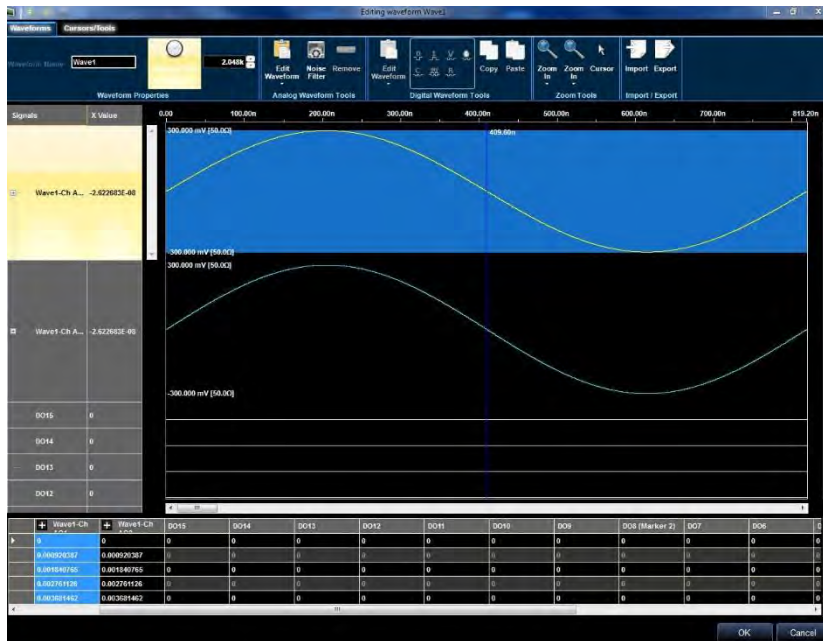 Editing waveform Wave1
Waveforms Cursors/Tools
Waveform Name Wave1 2.048k
Edit Waveform Noise Filter Remove Edit Waveform Copy Paste Zoom In Zoom In Cursor Import Export
Waveform Properties Analog Waveform Tools Digital Waveform Tools Zoom Tools Import / Export
Signals X Value 0.00 100.00n 200.00n 300.00n 400.00n 500.00n 600.00n 700.00n 819.20n
300.000 mV [50.0Ω] 409.60n
Wave1-Ch A... -2.622683E-08
-300.000 mV [50.0Ω]
300.000 mV [50.0Ω]
Wave1-Ch A... -2.622683E-08
-300.000 mV [50.0Ω]
DO15 0
DO14 0
DO13 0
DO12 0
Wave1-Ch Wave1-Ch DO15 DO14 DO13 DO12 DO11 DO10 DO9 DO8 (Marker 2) DO7 DO6
0 0 0 0 0 0 0 0 0 0 0 0 0
0.000920387 0.000920387 0 0 0 0 0 0 0 0 0 0 0
0.001840765 0.001840765 0 0 0 0 0 0 0 0 0 0 0
0.002761126 0.002761126 0 0 0 0 0 0 0 0 0 0 0
0.003681462 0.003681462 0 0 0 0 0 0 0 0 0 0 0
OK Cancel